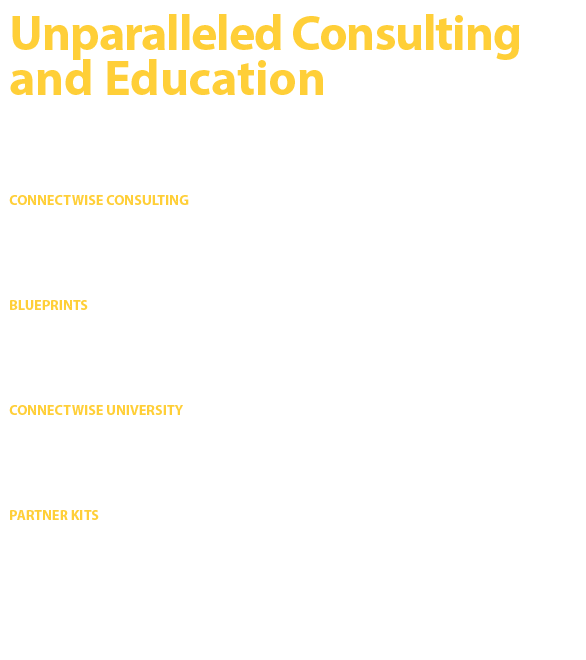 Unparalleled Consulting
and Education
CONNECTWISE CONSULTING
BLUEPRINTS
CONNECTWISE UNIVERSITY
PARTNER KITS